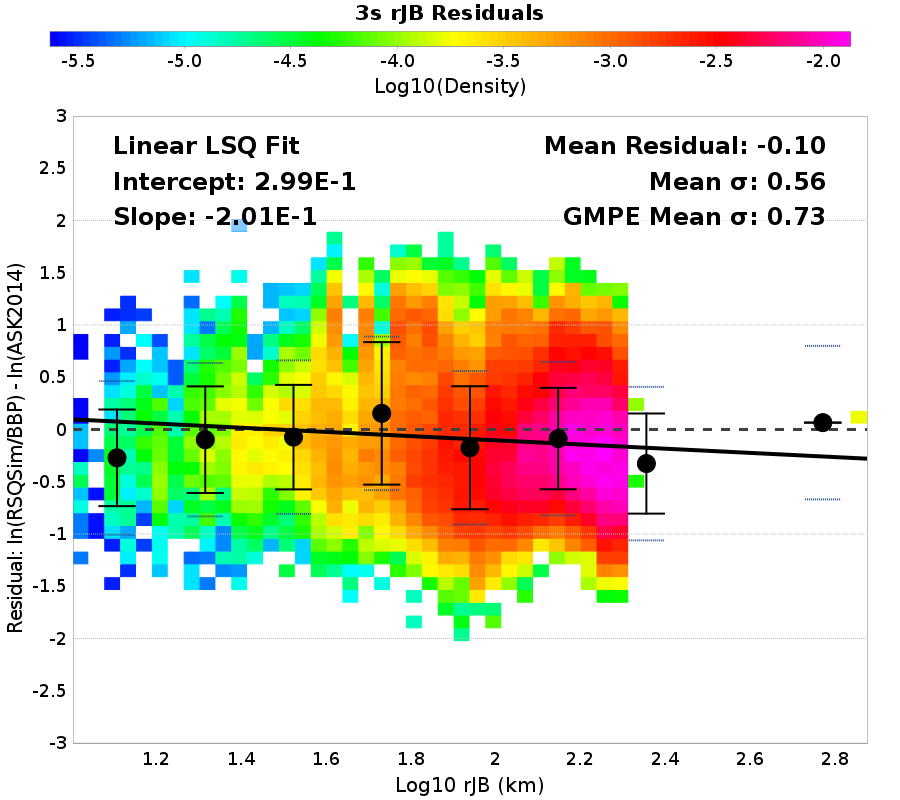 3s rJB Residuals
-5.5 -5.0 -4.5 -4.0 -3.5 -3.0 -2.5 -2.0
Log10(Density)
Linear LSQ Fit
Intercept: 2.99E-1
Slope: -2.01E-1
Mean Residual: -0.10
Mean σ: 0.56
GMPE Mean σ: 0.73
Residual: ln(RSQSim/BBP) - ln(ASK2014)
3
2.5
2
1.5
1
0.5
0
-0.5
-1
-1.5
-2
-2.5
-3
1.2 1.4 1.6 1.8 2 2.2 2.4 2.6 2.8
Log10 rJB (km)